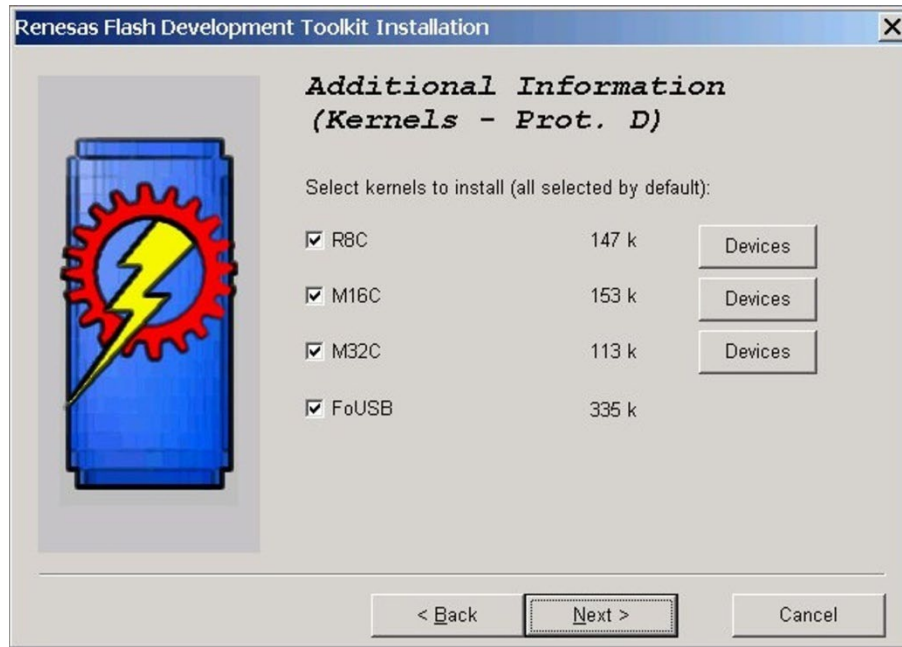 Renesas Flash Development Toolkit Installation
Additional Information
(Kernels - Prot. D)
Select kernels to install (all selected by default):
R8C 147 k Devices
M16C 153 k Devices
M32C 113 k Devices
FoUSB 335 k
< Back Next > Cancel